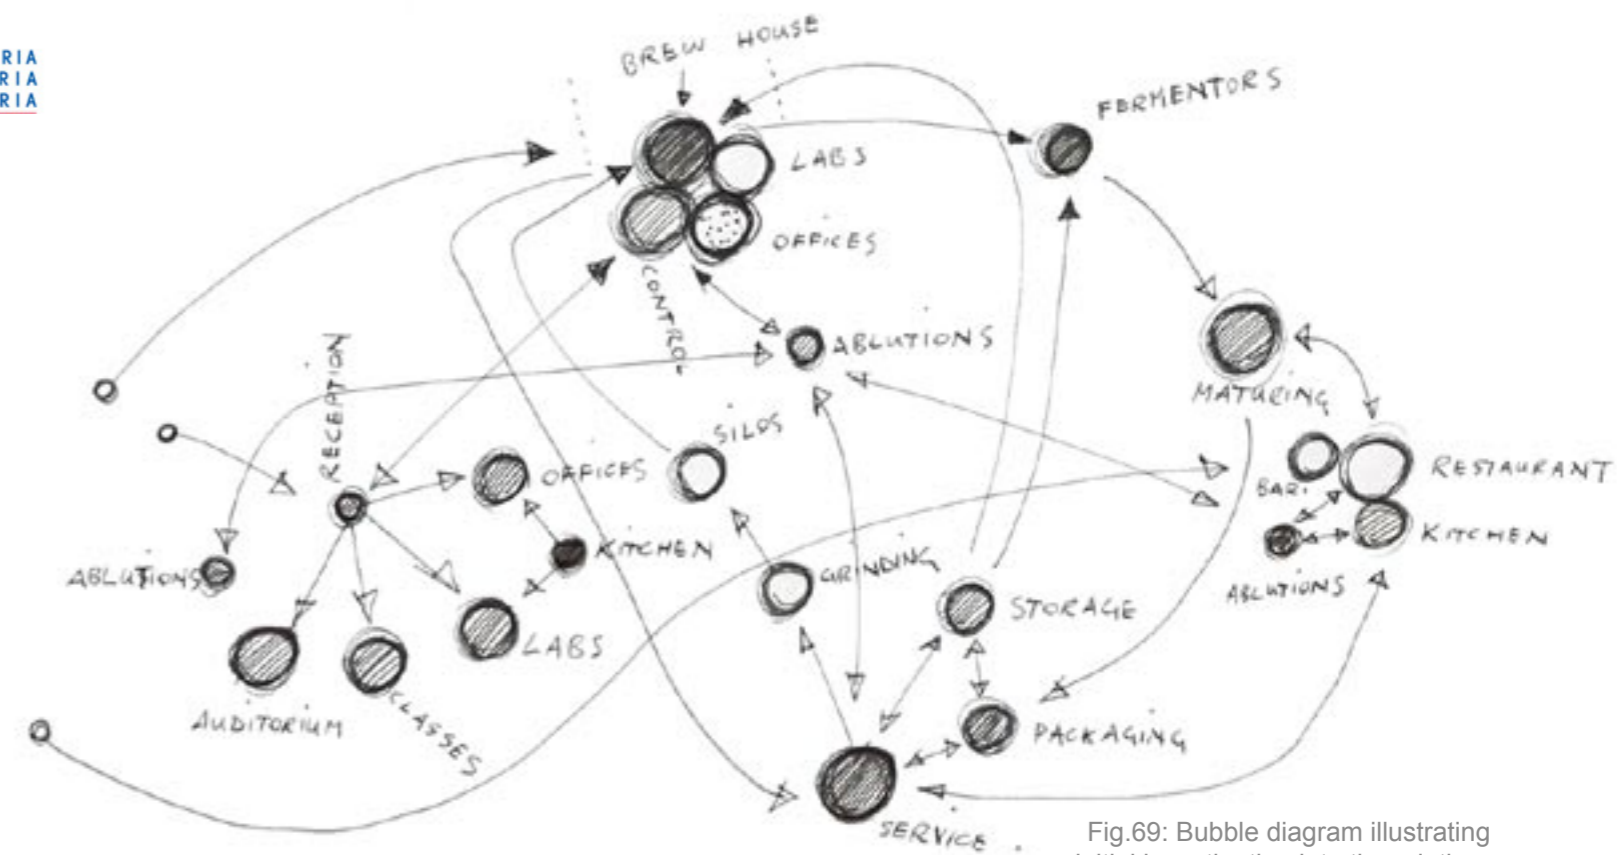 RIA
RIA
RIA
BREW HOUSE
FERMENTORS
LABS
OFFICES
CONTROL
ABLUTIONS
RECEPTION
MATURING
SILOS
OFFICES
RESTAURANT
BAR.
KITCHEN
KITCHEN
GRINDING
ABLUTIONS
ABLUTIONS
STORAGE
LABS
AUDITORIUM
CLASSES
PACKAGING
SERVICE.
Fig.69: Bubble diagram illustrating